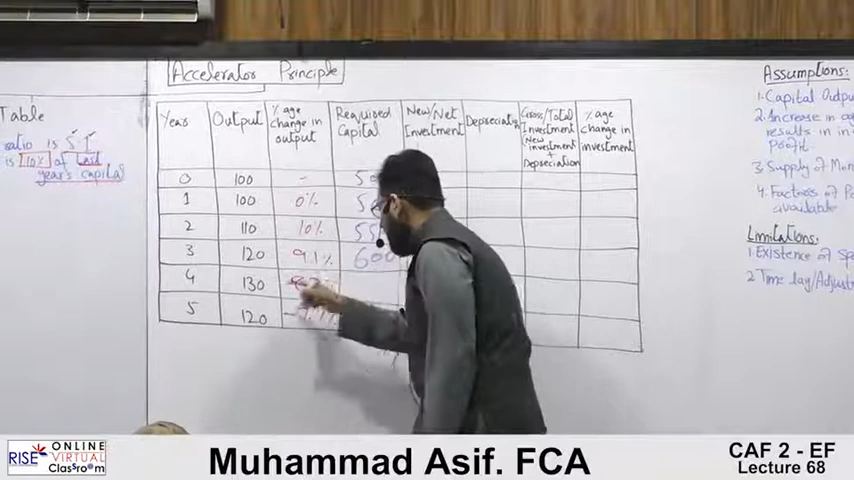 Accelerator Principle
Table
ratio is 5:1
is 10% of last
year's capital
Year Output %age change in output Required Capital New/Net Investment Depreciation Gross/Total Investment New investment + Depreciation %age change in investment
0 100 -
1 100 0%
2 110 10%
3 120 9.1% 600
4 130
5 120
Assumptions:
1. Capital
2. Increase in
results in
profit.
3. Supply of
4. Factors of
available
Limitations:
1 Existence of
2 Time lag/
RISE ONLINE
VIRTUAL
Classroom
Muhammad Asif. FCA
CAF 2 - EF
Lecture 68